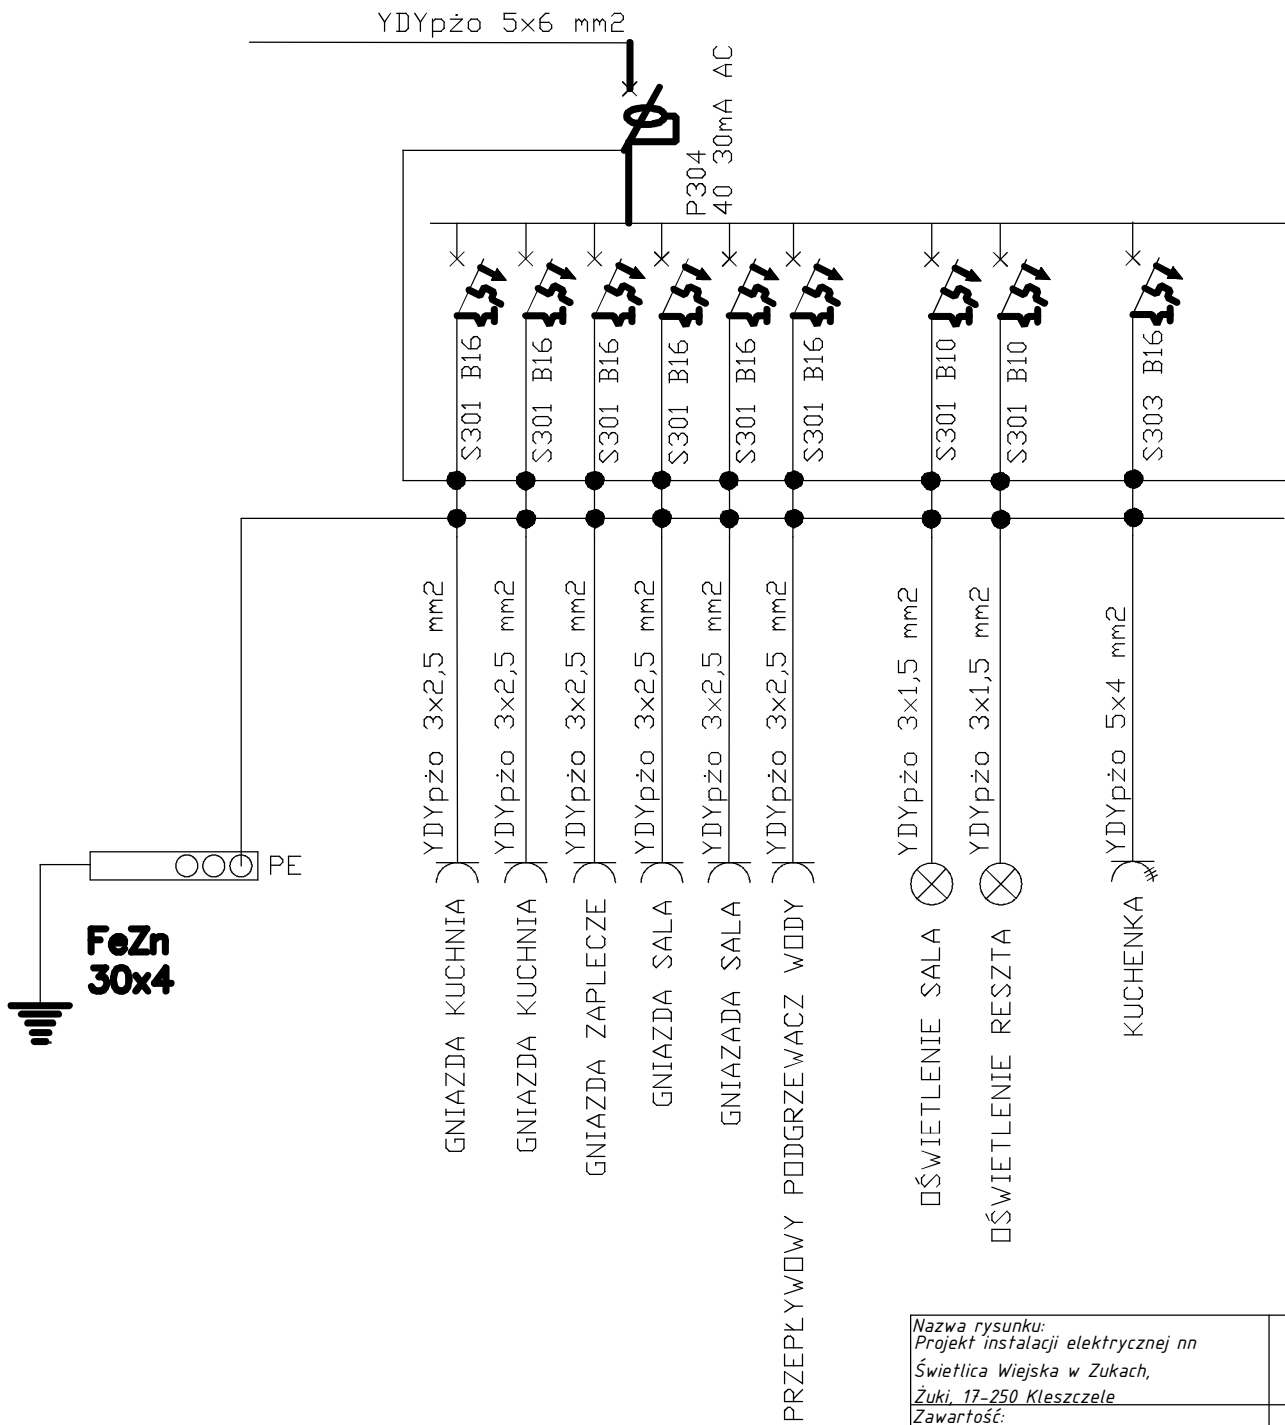 YDYpżo 5x6 mm2
P304
40 30mA AC
S301 B16
S301 B16
S301 B16
S301 B16
S301 B16
S301 B16
S301 B10
S301 B10
S303 B16
YDYpżo 3x2,5 mm2
YDYpżo 3x2,5 mm2
YDYpżo 3x2,5 mm2
YDYpżo 3x2,5 mm2
YDYpżo 3x2,5 mm2
YDYpżo 3x2,5 mm2
YDYpżo 3x1,5 mm2
YDYpżo 3x1,5 mm2
YDYpżo 5x4 mm2
PE
FeZn
30x4
GNIAZDA KUCHNIA
GNIAZDA KUCHNIA
GNIAZDA ZAPLECZE
GNIAZDA SALA
GNIAZADA SALA
PRZEPŁYWOWY PODGRZEWACZ WODY
OŚWIETLENIE SALA
OŚWIETLENIE RESZTA
KUCHENKA
Nazwa rysunku:
Projekt instalacji elektrycznej nn
Świetlica Wiejska w Zukach,
Żuki, 17-250 Kleszczele
Zawartość: